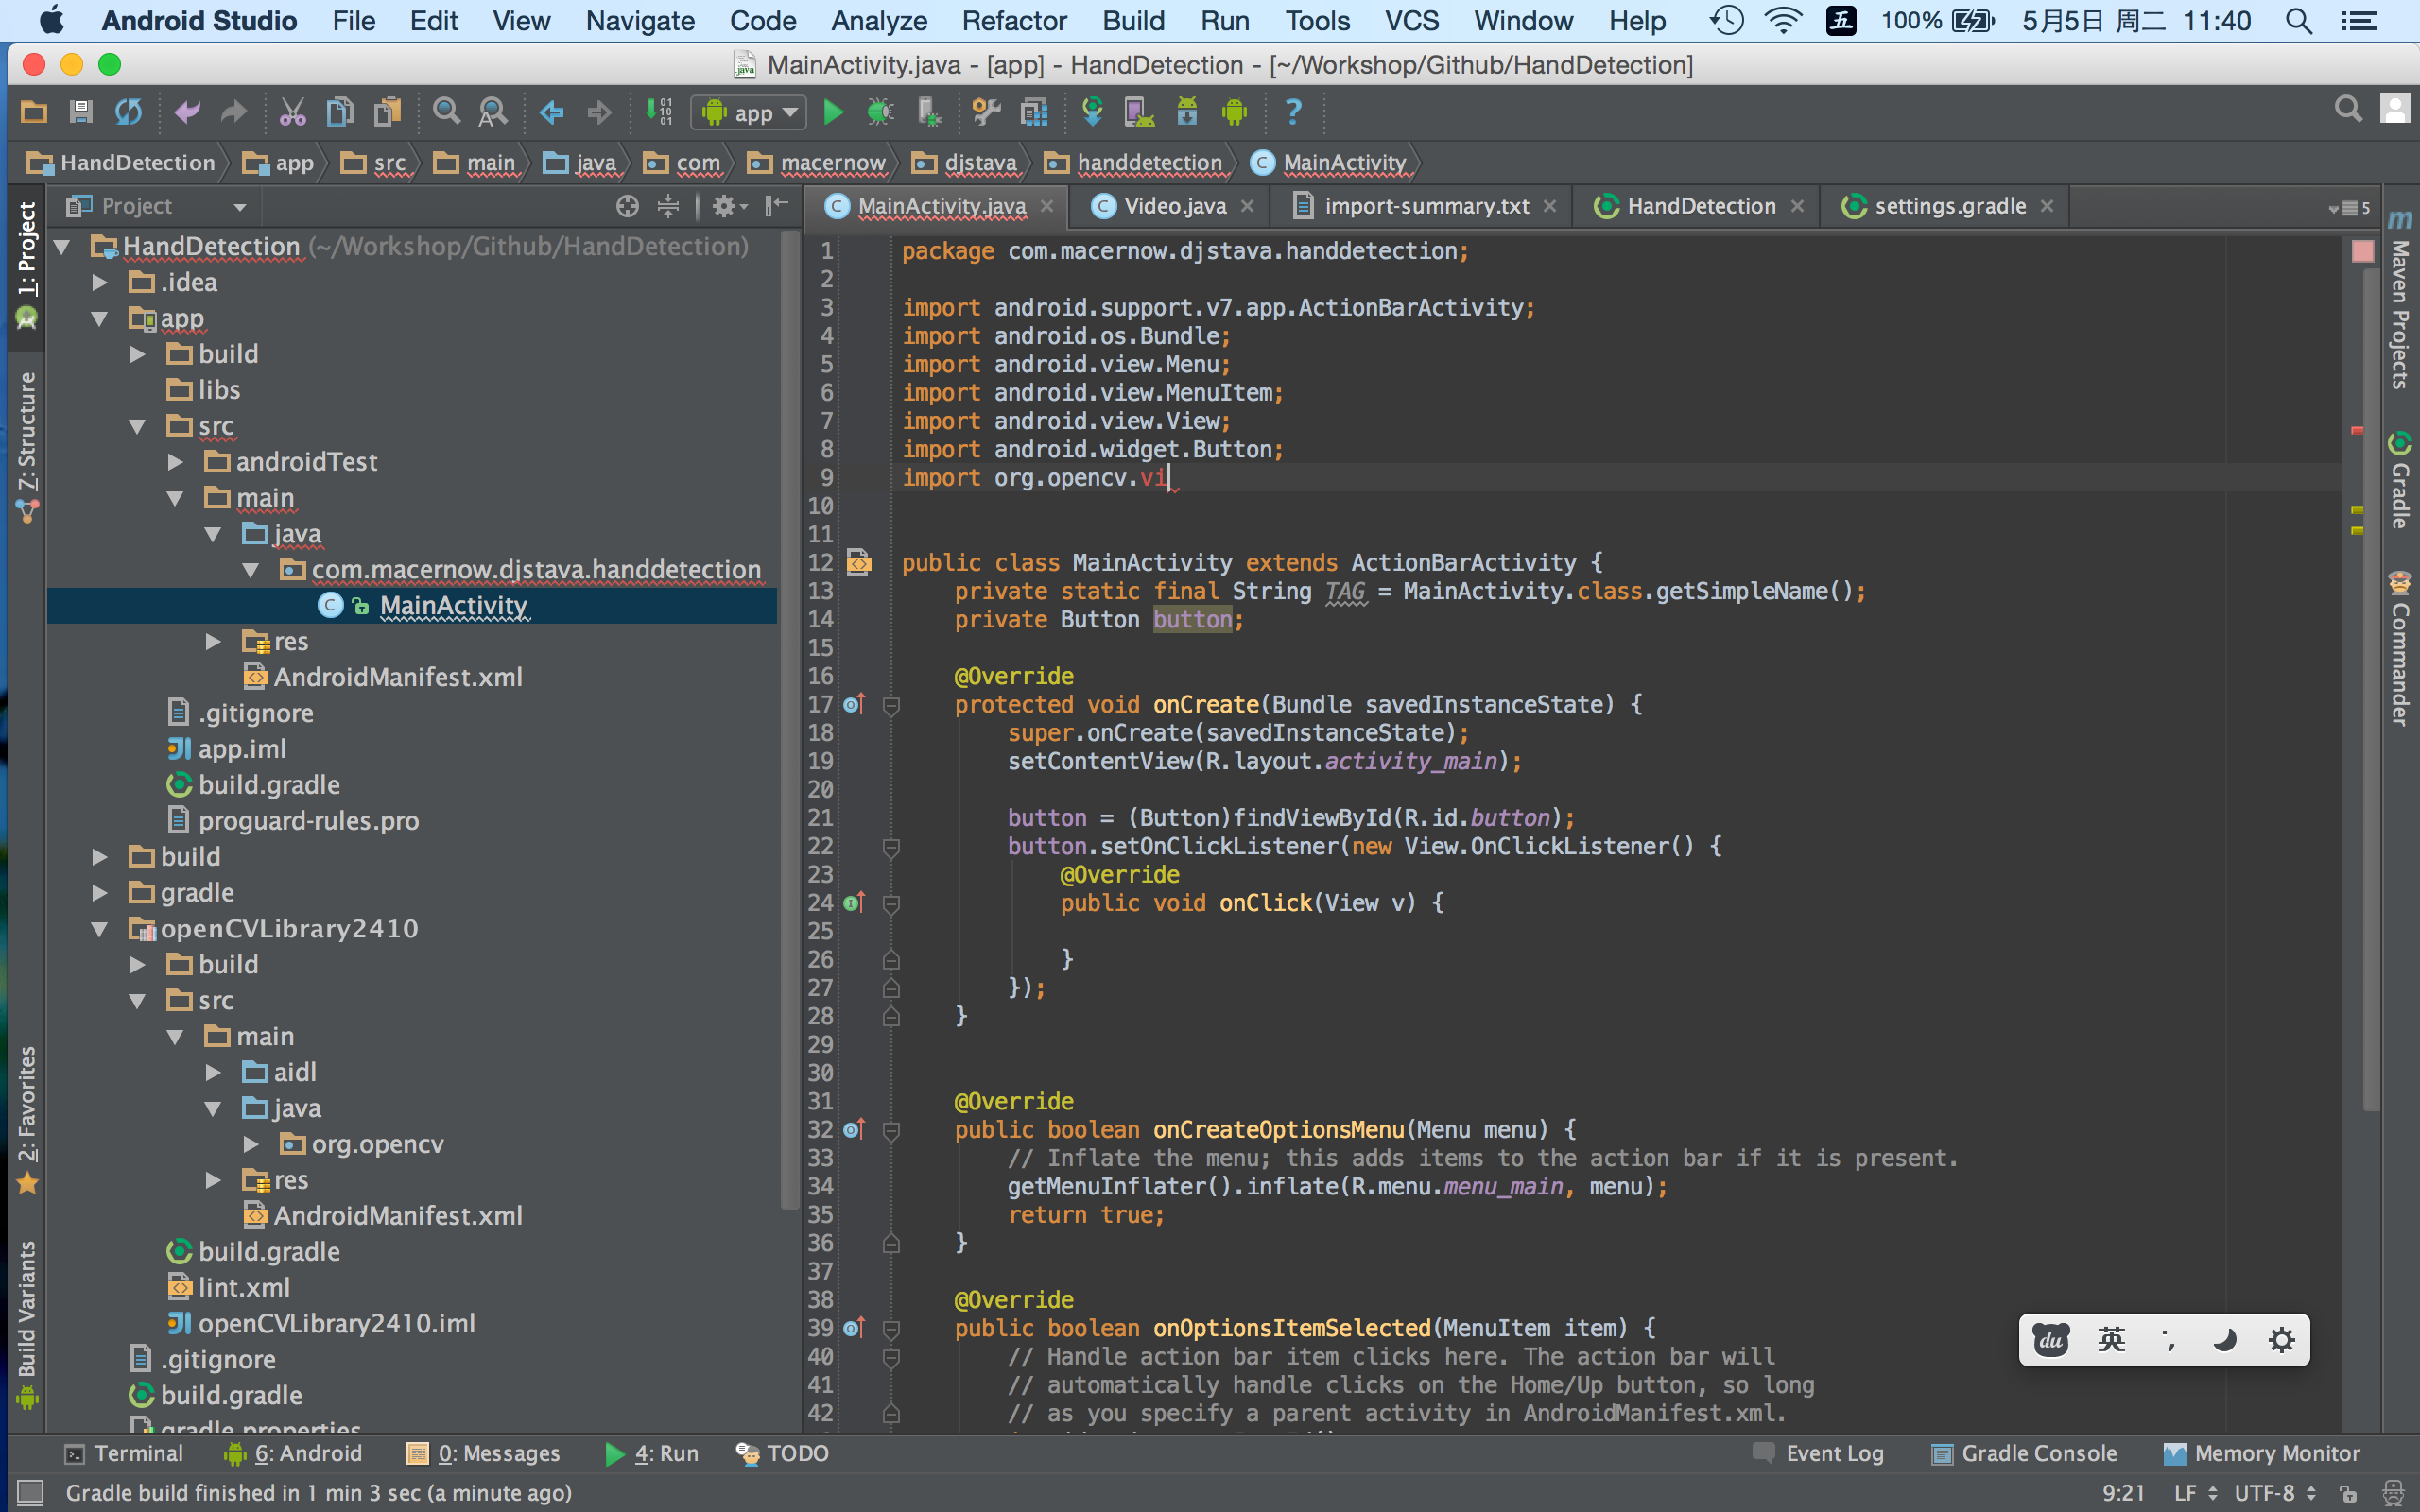 Android Studio File Edit View Navigate Code Analyze Refactor Build Run Tools VCS Window Help 五 100% 5月5日 周二 11:40
MainActivity.java - [app] - HandDetection - [~/Workshop/Github/HandDetection]
app
HandDetection app src main java com macernow djstava handdetection MainActivity
Project
MainActivity.java Video.java import-summary.txt HandDetection settings.gradle 5
1: Project
Z: Structure
2: Favorites
Build Variants
HandDetection (~/Workshop/Github/HandDetection)
.idea
app
build
libs
src
androidTest
main
java
com.macernow.djstava.handdetection
MainActivity
res
AndroidManifest.xml
.gitignore
app.iml
build.gradle
proguard-rules.pro
build
gradle
openCVLibrary2410
build
src
main
aidl
java
org.opencv
res
AndroidManifest.xml
build.gradle
lint.xml
openCVLibrary2410.iml
.gitignore
build.gradle
gradle.properties
1 package com.macernow.djstava.handdetection;
2
3 import android.support.v7.app.ActionBarActivity;
4 import android.os.Bundle;
5 import android.view.Menu;
6 import android.view.MenuItem;
7 import android.view.View;
8 import android.widget.Button;
9 import org.opencv.vi
10
11
12 public class MainActivity extends ActionBarActivity {
13 private static final String TAG = MainActivity.class.getSimpleName();
14 private Button button;
15
16 @Override
17 protected void onCreate(Bundle savedInstanceState) {
18 super.onCreate(savedInstanceState);
19 setContentView(R.layout.activity_main);
20
21 button = (Button)findViewById(R.id.button);
22 button.setOnClickListener(new View.OnClickListener() {
23 @Override
24 public void onClick(View v) {
25
26 }
27 });
28 }
29
30
31 @Override
32 public boolean onCreateOptionsMenu(Menu menu) {
33 // Inflate the menu; this adds items to the action bar if it is present.
34 getMenuInflater().inflate(R.menu.menu_main, menu);
35 return true;
36 }
37
38 @Override
39 public boolean onOptionsItemSelected(MenuItem item) {
40 // Handle action bar item clicks here. The action bar will
41 // automatically handle clicks on the Home/Up button, so long
42 // as you specify a parent activity in AndroidManifest.xml.
Maven Projects
Gradle
Commander
du 英
Terminal 6: Android 0: Messages 4: Run TODO Event Log Gradle Console Memory Monitor
Gradle build finished in 1 min 3 sec (a minute ago) 9:21 LF UTF-8